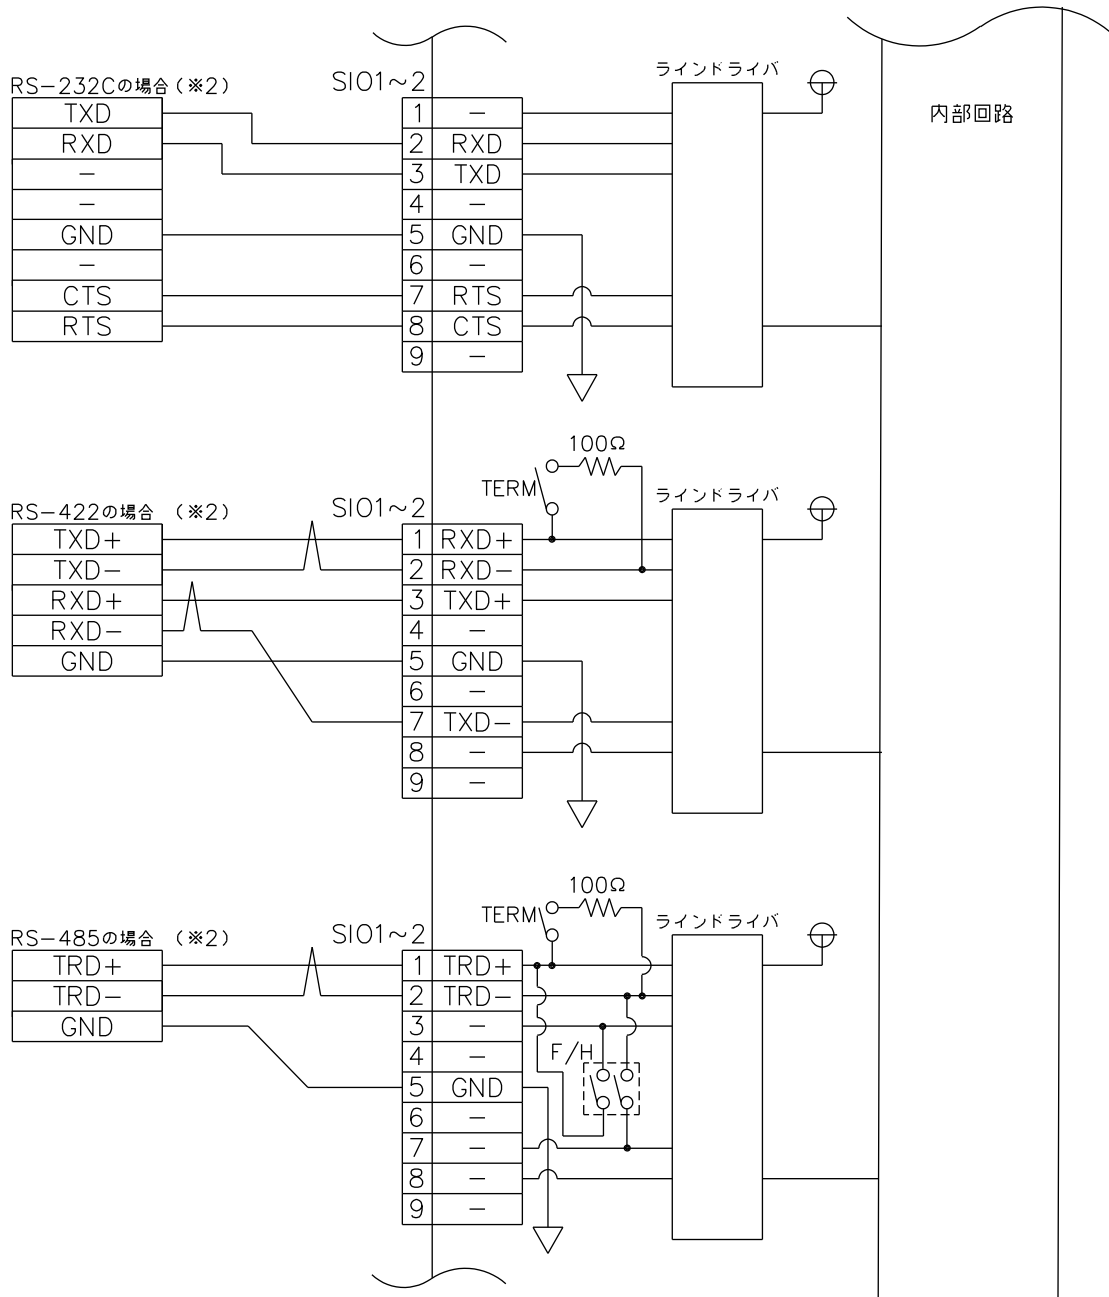 内部回路
RS-232Cの場合(※2)
SIO1~2
ラインドライバ
TXD
1
-
RXD
2
RXD
-
3
TXD
-
4
-
GND
5
GND
-
6
-
CTS
7
RTS
RTS
8
CTS
9
-
100Ω
TERM
RS-422の場合 (※2)
SIO1~2
ラインドライバ
TXD+
1
RXD+
TXD-
2
RXD-
RXD+
3
TXD+
RXD-
4
-
GND
5
GND
6
-
7
TXD-
8
-
9
-
100Ω
TERM
RS-485の場合 (※2)
SIO1~2
ラインドライバ
TRD+
1
TRD+
TRD-
2
TRD-
GND
3
-
4
-
F/H
5
GND
6
-
7
-
8
-
9
-